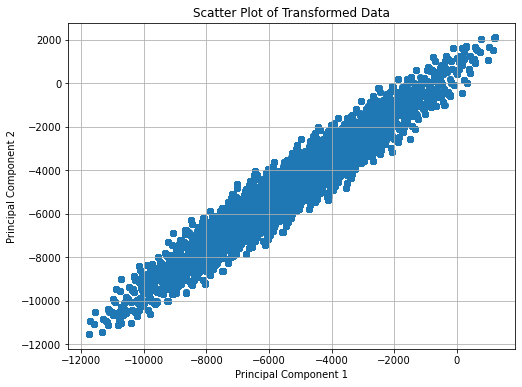 Scatter Plot of Transformed Data
2000
0
−2000
−4000
−6000
−8000
−10000
−12000
Principal Component 2
−12000 −10000 −8000 −6000 −4000 −2000 0
Principal Component 1